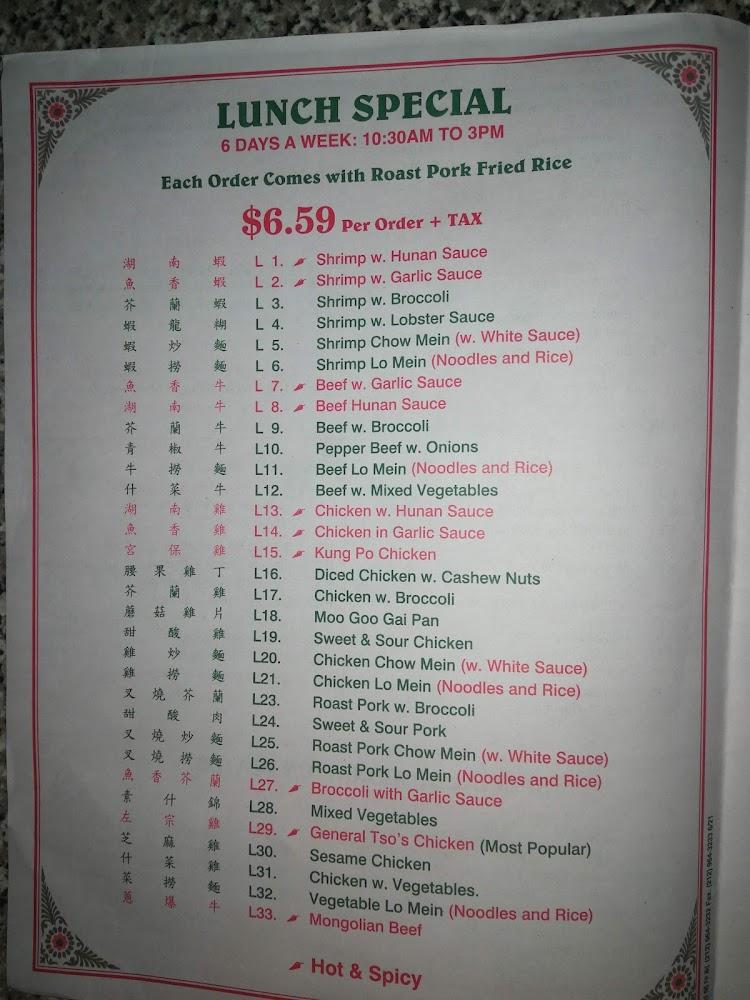 LUNCH SPECIAL
6 DAYS A WEEK: 10:30AM TO 3PM
Each Order Comes with Roast Pork Fried Rice
$6.59 Per Order + TAX
湖南蝦 L 1. Shrimp w. Hunan Sauce
魚香蝦 L 2. Shrimp w. Garlic Sauce
芥蘭蝦 L 3. Shrimp w. Broccoli
蝦龍糊 L 4. Shrimp w. Lobster Sauce
蝦炒麵 L 5. Shrimp Chow Mein (w. White Sauce)
蝦撈麵 L 6. Shrimp Lo Mein (Noodles and Rice)
魚香牛 L 7. Beef w. Garlic Sauce
湖南牛 L 8. Beef Hunan Sauce
芥蘭牛 L 9. Beef w. Broccoli
青椒牛 L10. Pepper Beef w. Onions
牛撈麵 L11. Beef Lo Mein (Noodles and Rice)
什菜牛 L12. Beef w. Mixed Vegetables
湖南雞 L13. Chicken w. Hunan Sauce
魚香雞 L14. Chicken in Garlic Sauce
宮保雞 L15. Kung Po Chicken
腰果雞丁 L16. Diced Chicken w. Cashew Nuts
芥蘭雞 L17. Chicken w. Broccoli
蘑菇雞片 L18. Moo Goo Gai Pan
甜酸雞 L19. Sweet & Sour Chicken
雞炒麵 L20. Chicken Chow Mein (w. White Sauce)
雞撈麵 L21. Chicken Lo Mein (Noodles and Rice)
叉燒芥蘭 L23. Roast Pork w. Broccoli
甜酸肉 L24. Sweet & Sour Pork
叉燒炒麵 L25. Roast Pork Chow Mein (w. White Sauce)
叉燒撈麵 L26. Roast Pork Lo Mein (Noodles and Rice)
魚香芥蘭 L27. Broccoli with Garlic Sauce
素什錦 L28. Mixed Vegetables
左宗雞 L29. General Tso's Chicken (Most Popular)
芝麻雞 L30. Sesame Chicken
什菜雞 L31. Chicken w. Vegetables.
菜撈麵 L32. Vegetable Lo Mein (Noodles and Rice)
蔥爆牛 L33. Mongolian Beef
Hot & Spicy
(212) 964-3232 Fax. (212) 964-3233 6/21